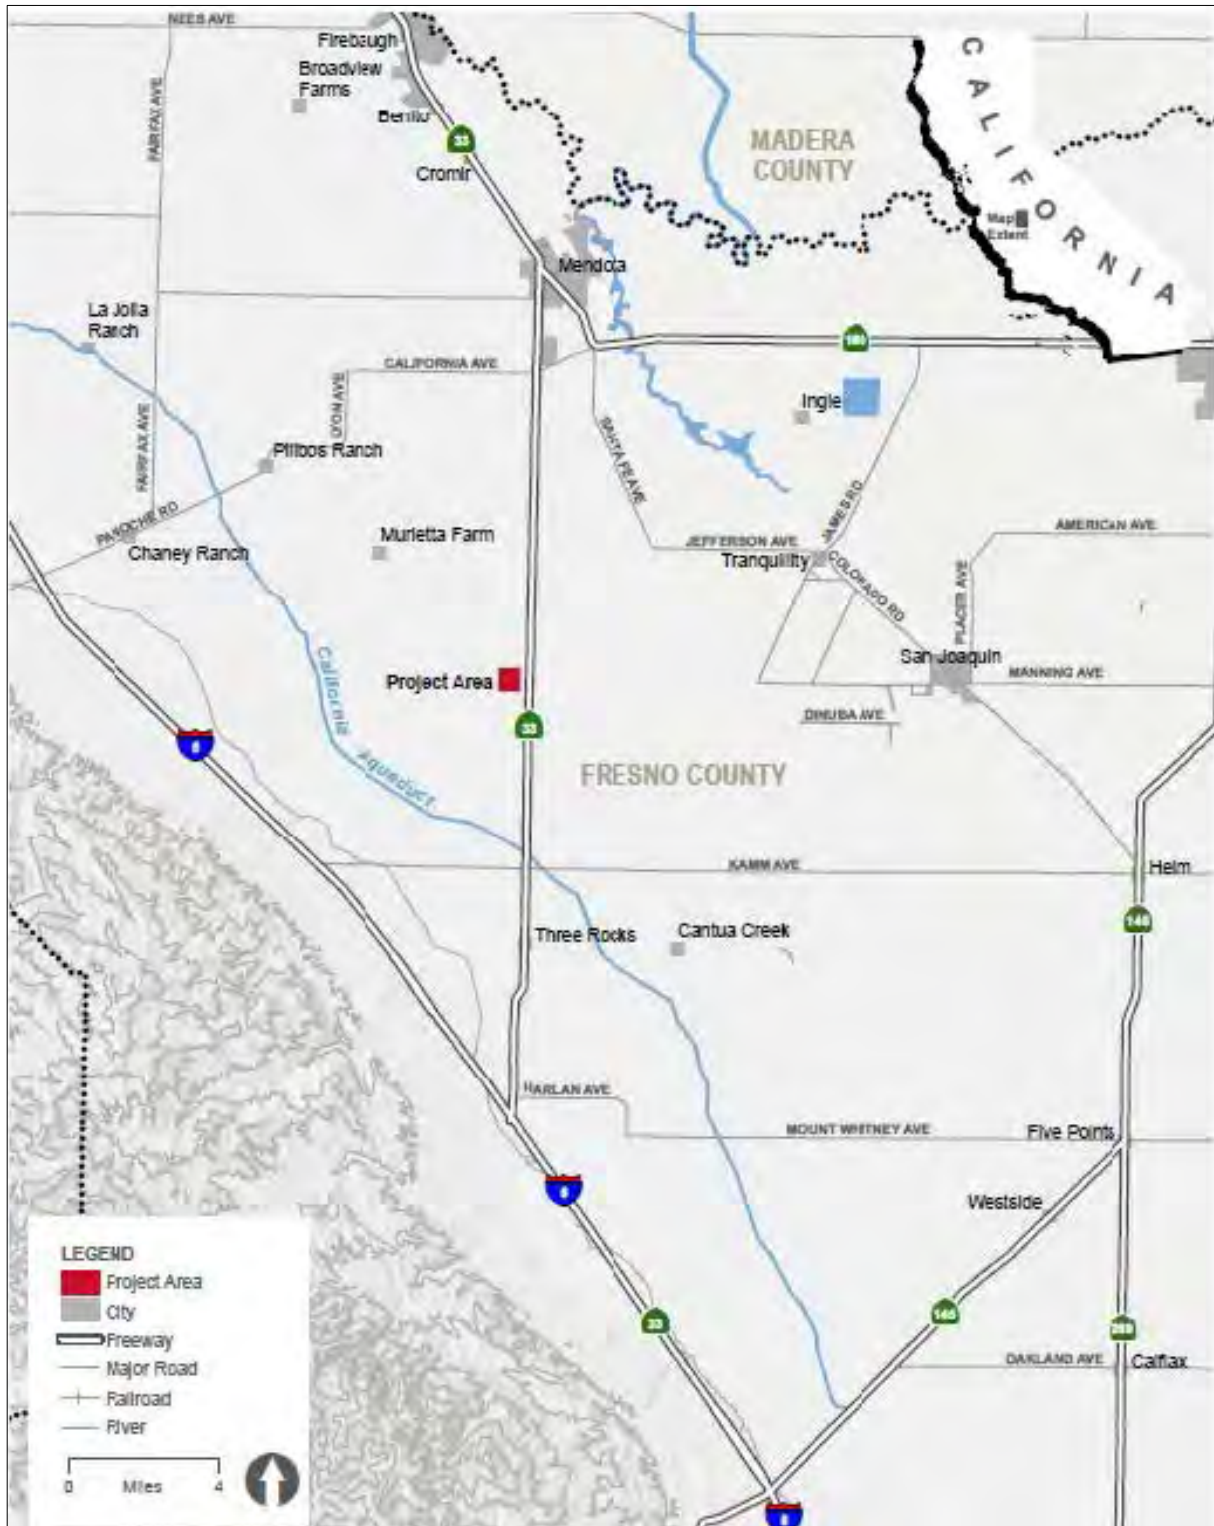 NEES AVE
Firebaugh
Broadview
Farms
FAIRFAX AVE
Benito
33
Cromir
MADERA
COUNTY
CALIFORNIA
Map
Extent
Mendota
La Jolla
Ranch
180
CALIFORNIA AVE
LYON AVE
Ingle
FAIRFAX AVE
SANTA FE AVE
Pilibos Ranch
PANOCHE RD
Chaney Ranch
Murietta Farm
JAMES RD
AMERICAN AVE
JEFFERSON AVE
Tranquility
COLORADO RD
PLACER AVE
San Joaquin
MANNING AVE
Project Area
California
Aqueduct
33
DINUBA AVE
FRESNO COUNTY
KAMM AVE
Helm
145
Three Rocks
Cantua Creek
HARLAN AVE
MOUNT WHITNEY AVE
Five Points
Westside
LEGEND
Project Area
City
Freeway
Major Road
Railroad
River
0 Miles 4
33
145
269
OAKLAND AVE
Calflax